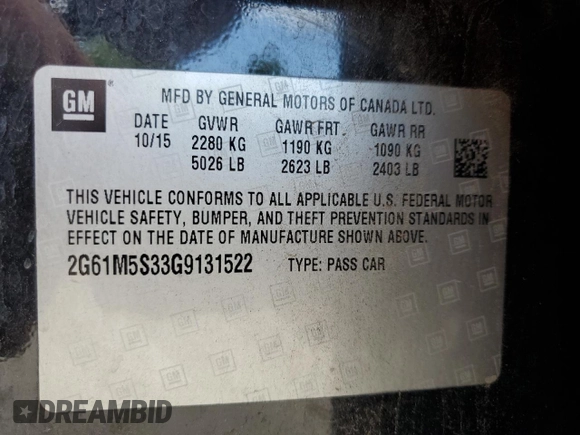 GM
MFD BY GENERAL MOTORS OF CANADA LTD.
DATE GVWR GAWR FRT. GAWR RR
10/15 2280 KG 1190 KG 1090 KG
5026 LB 2623 LB 2403 LB
THIS VEHICLE CONFORMS TO ALL APPLICABLE U.S. FEDERAL MOTOR
VEHICLE SAFETY, BUMPER, AND THEFT PREVENTION STANDARDS IN
EFFECT ON THE DATE OF MANUFACTURE SHOWN ABOVE.
2G61M5S33G9131522 TYPE: PASS CAR
DREAMBID